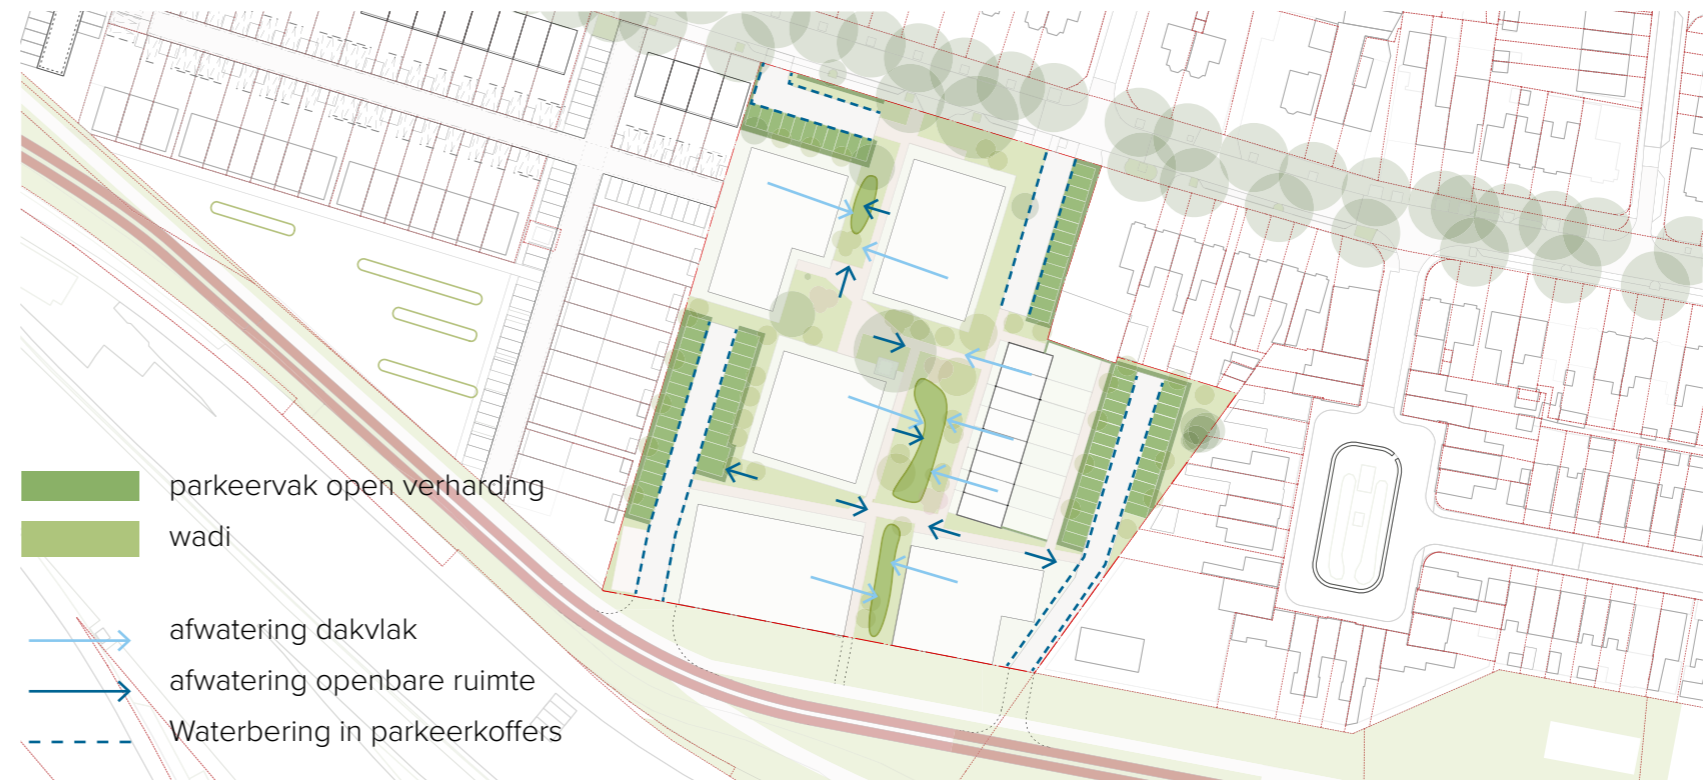 parkeervak open verharding
wadi
afwatering dakvlak
afwatering openbare ruimte
Waterbering in parkeerkoffers